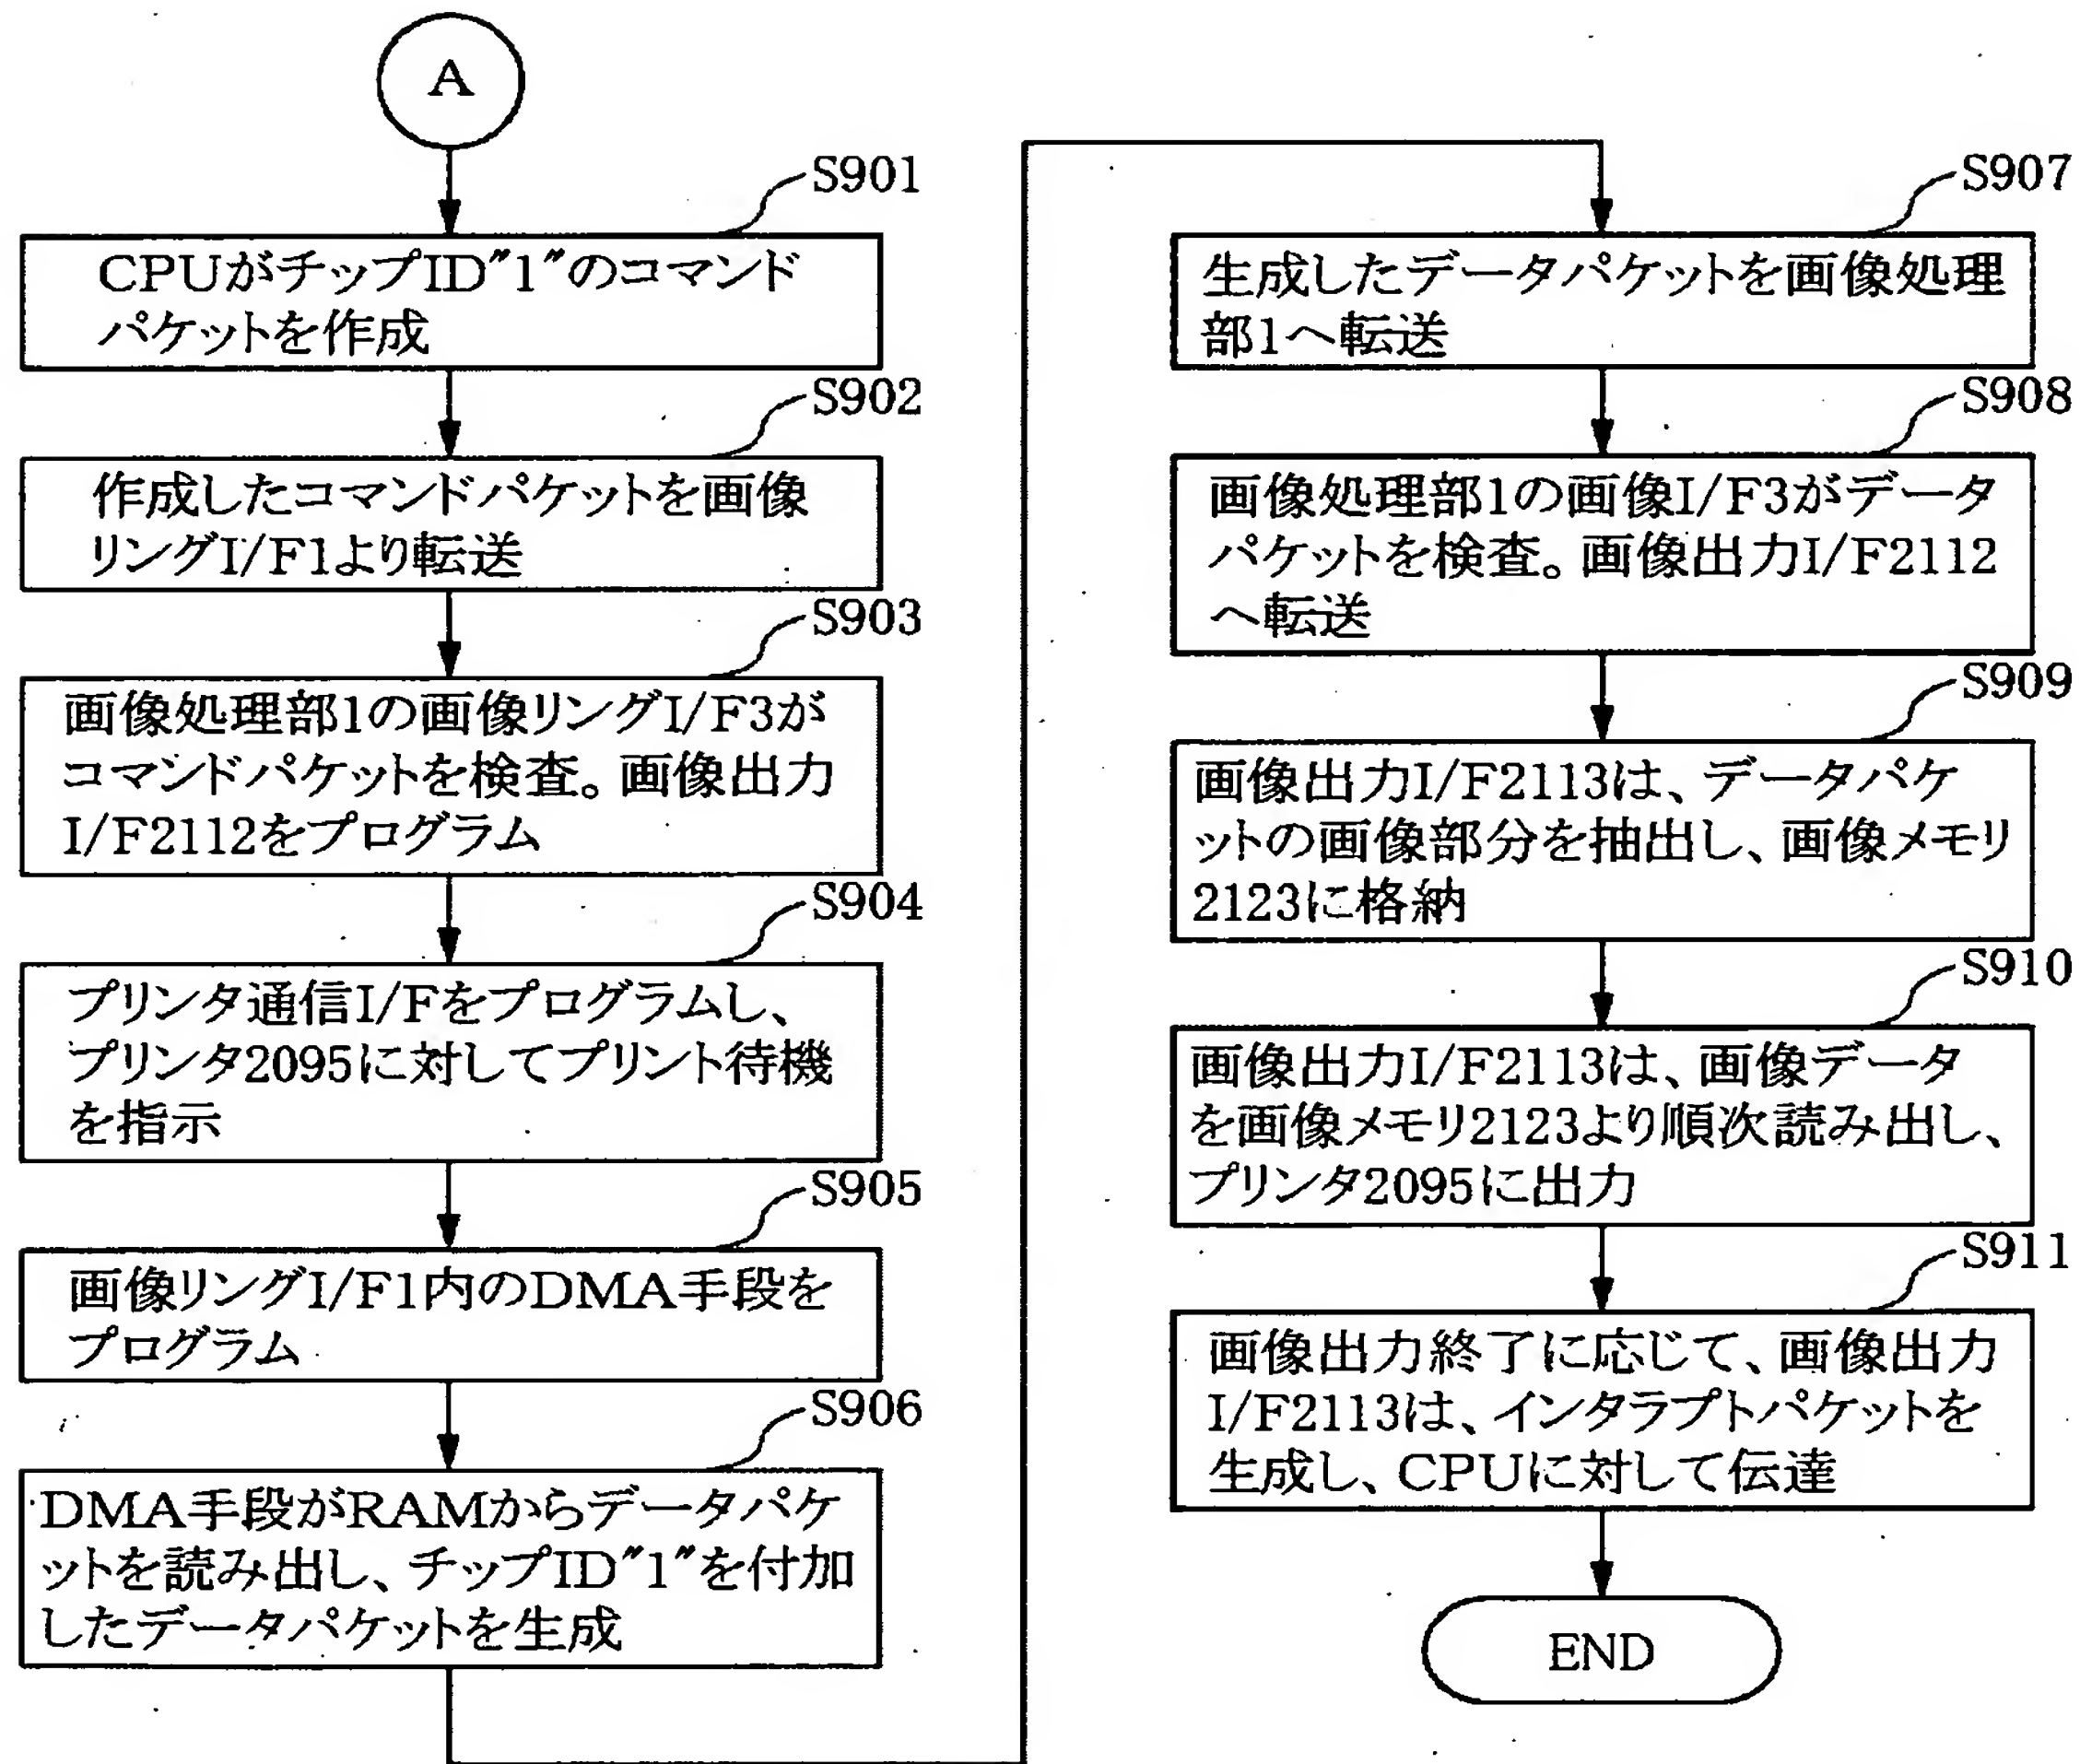 A
S901
CPUがチップID"1"のコマンド
パケットを作成
S902
作成したコマンドパケットを画像
リングI/F1より転送
S903
画像処理部1の画像リングI/F3が
コマンドパケットを検査。画像出力
I/F2112をプログラム
S904
プリンタ通信I/Fをプログラムし、
プリンタ2095に対してプリント待機
を指示
S905
画像リングI/F1内のDMA手段を
プログラム
S906
DMA手段がRAMからデータパケ
ットを読み出し、チップID"1"を付加
したデータパケットを生成
S907
生成したデータパケットを画像処理
部1へ転送
S908
画像処理部1の画像I/F3がデータ
パケットを検査。画像出力I/F2112
へ転送
S909
画像出力I/F2113は、データパケ
ットの画像部分を抽出し、画像メモリ
2123に格納
S910
画像出力I/F2113は、画像データ
を画像メモリ2123より順次読み出し、
プリンタ2095に出力
S911
画像出力終了に応じて、画像出力
I/F2113は、インタラプトパケットを
生成し、CPUに対して伝達
END